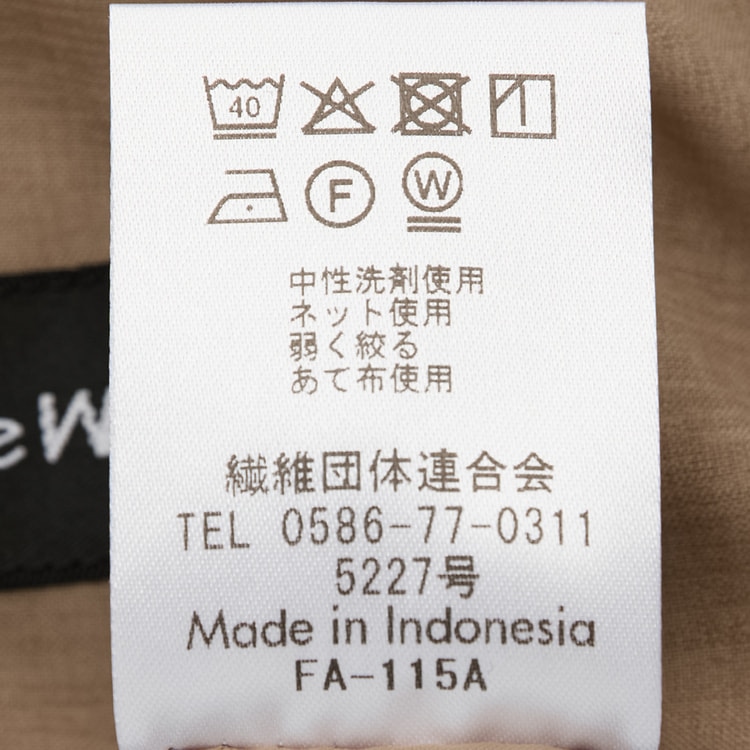 40
F W
中性洗剤使用
ネット使用
弱く絞る
あて布使用
繊維団体連合会
TEL 0586-77-0311
5227号
Made in Indonesia
FA-115A
eW